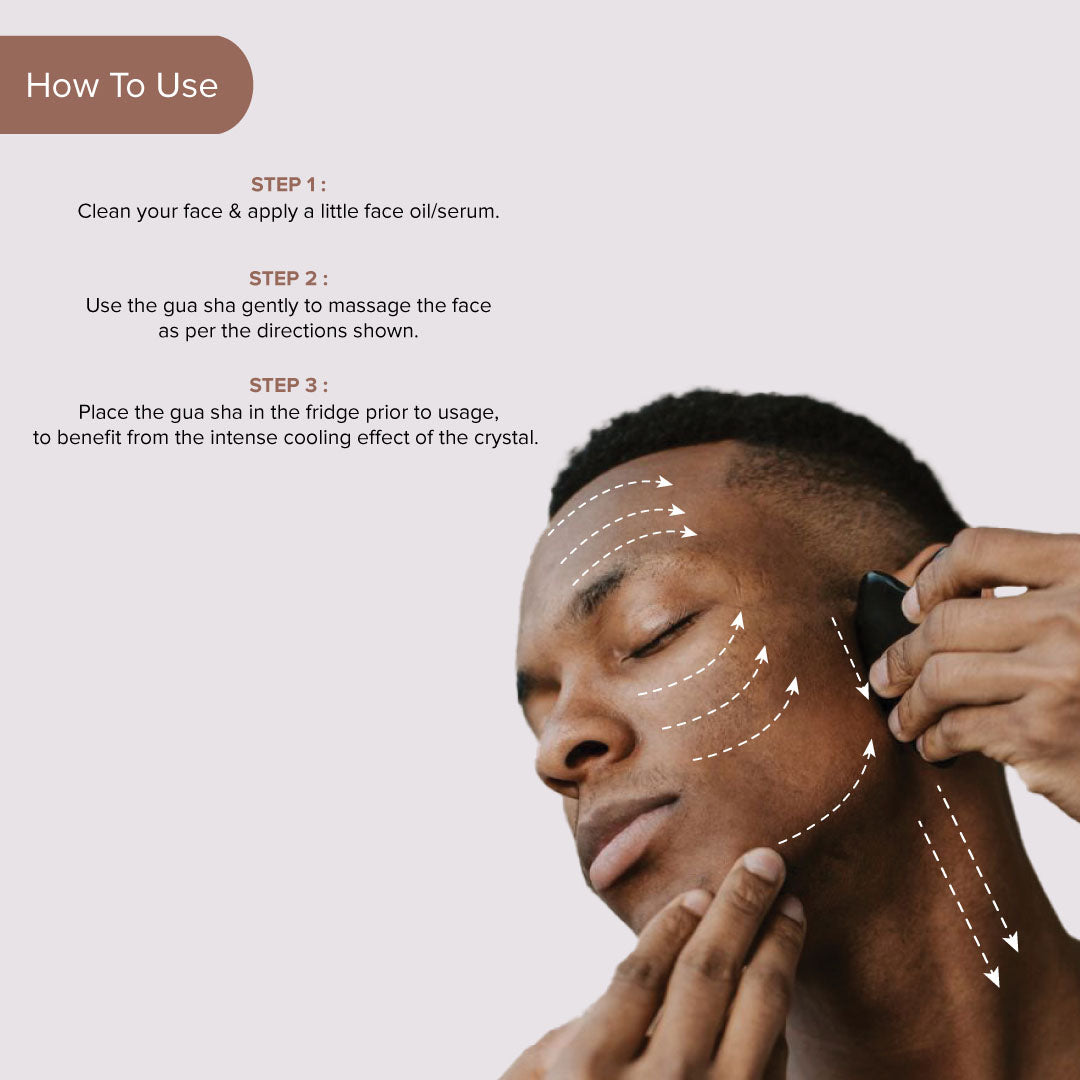 How To Use
STEP 1 :
Clean your face & apply a little face oil/serum.
STEP 2 :
Use the gua sha gently to massage the face
as per the directions shown.
STEP 3 :
Place the gua sha in the fridge prior to usage,
to benefit from the intense cooling effect of the crystal.